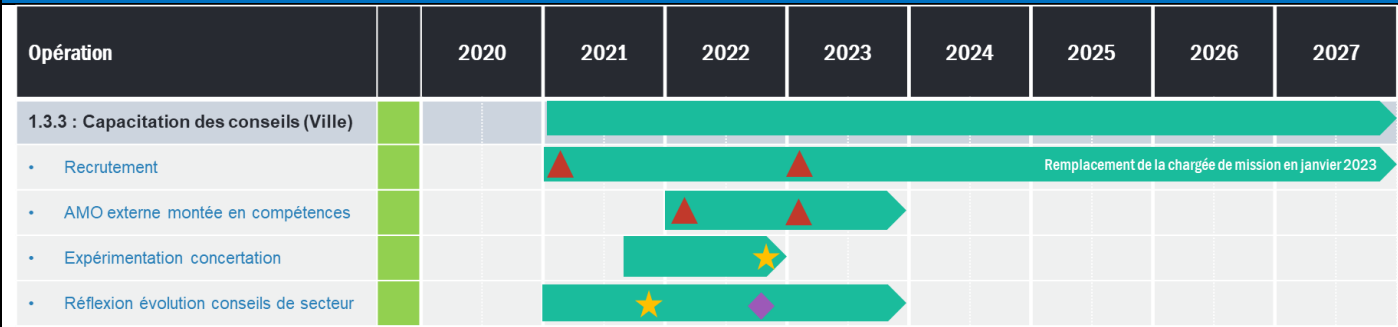 Opération 2020 2021 2022 2023 2024 2025 2026 2027
1.3.3 : Capacitation des conseils (Ville)
• Recrutement Remplacement de la chargée de mission en janvier 2023
• AMO externe montée en compétences
• Expérimentation concertation
• Réflexion évolution conseils de secteur